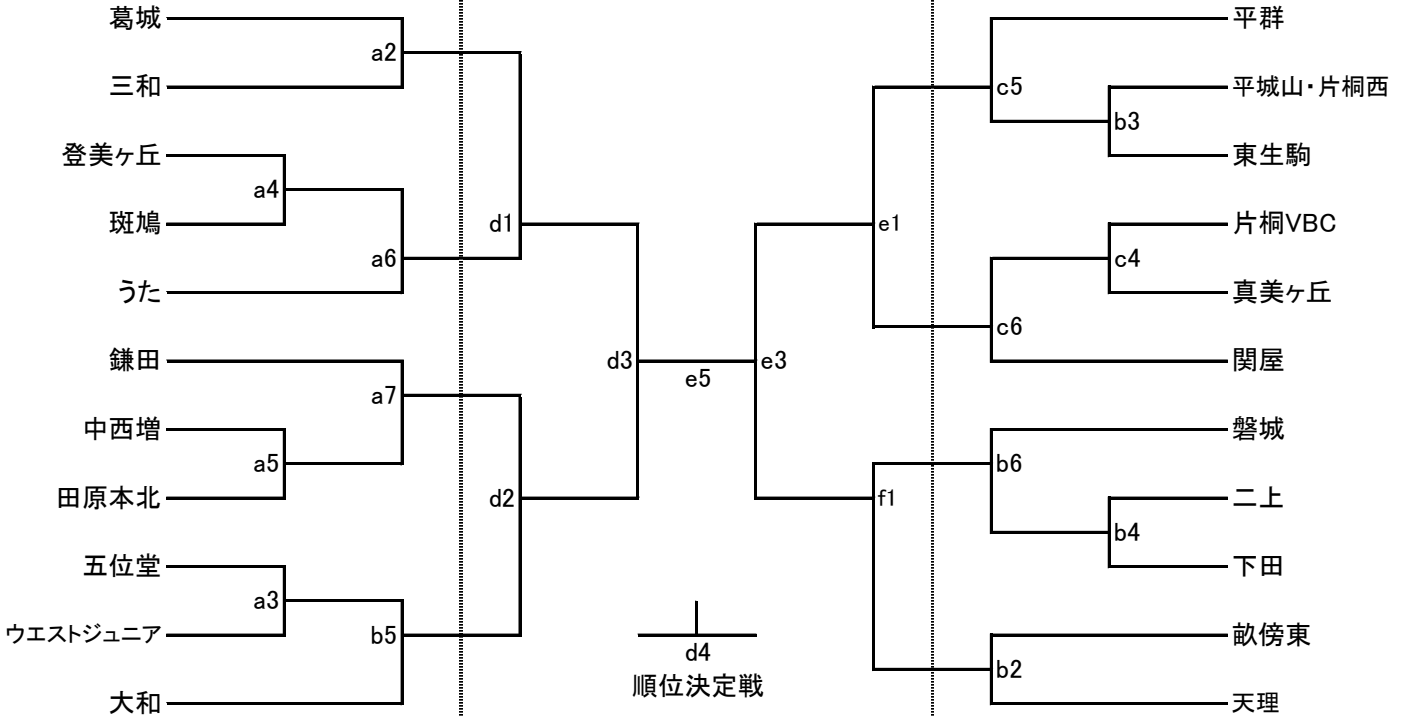 葛城
a2
三和
登美ヶ丘
a4
斑鳩
a6
うた
鎌田
a7
中西増
a5
田原本北
五位堂
a3
ウエストジュニア
b5
大和
d1
d2
d3
e5
e3
e1
f1
d4
順位決定戦
平群
c5
平城山・片桐西
b3
東生駒
片桐VBC
c4
真美ヶ丘
c6
関屋
磐城
b6
二上
b4
下田
畝傍東
b2
天理